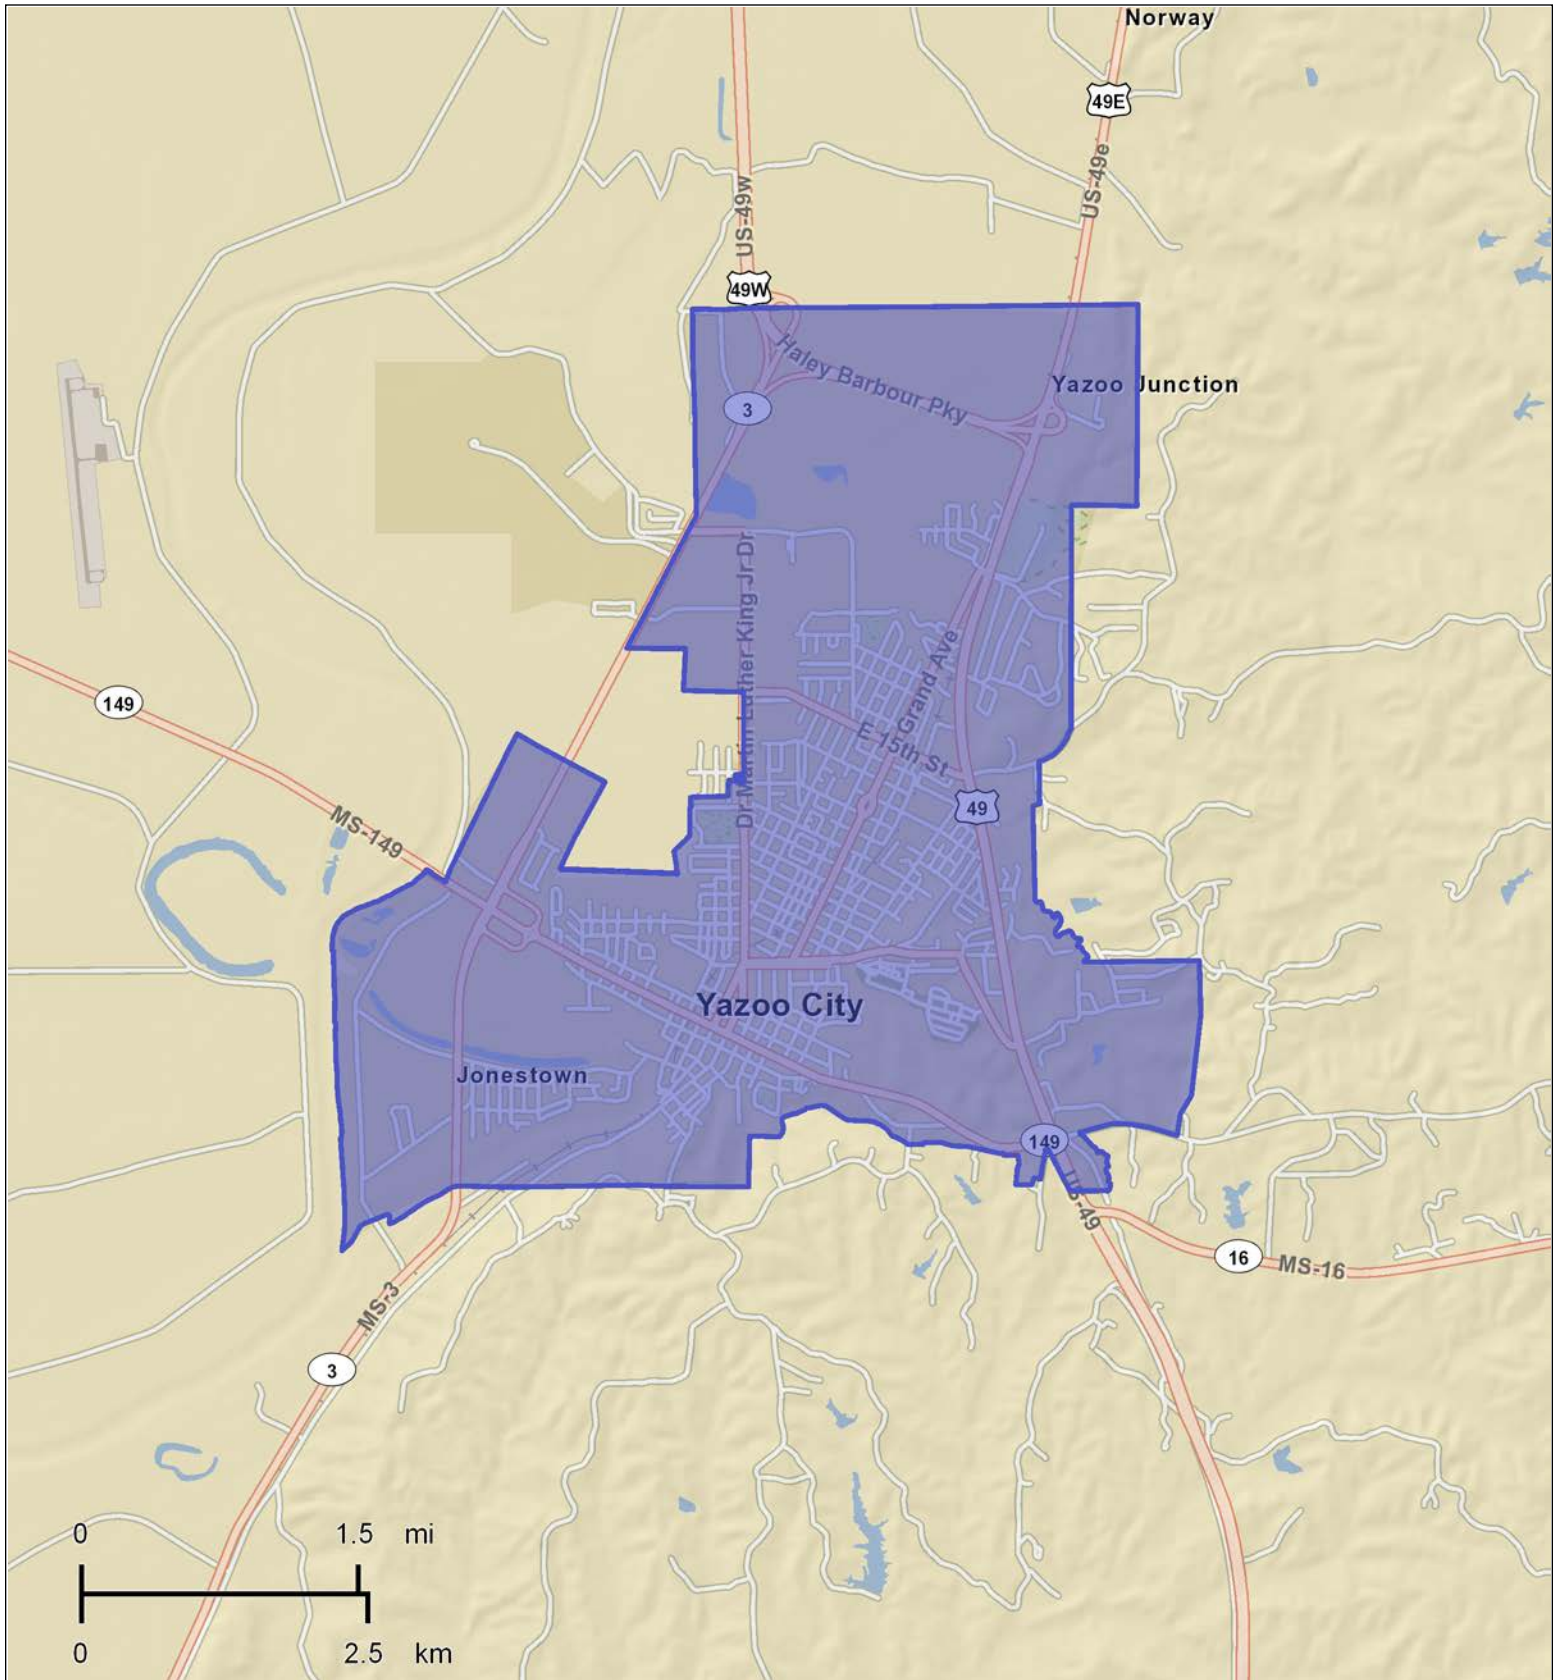 Norway
49E
US-49e
US-49w
49W
Haley Barbour Pky
Yazoo Junction
3
Dr Martin Luther King Jr Dr
Grand Ave
149
E 15th St
49
MS-149
Yazoo City
Jonestown
149
US-49
16
MS-16
MS-3
3
0 1.5 mi
0 2.5 km